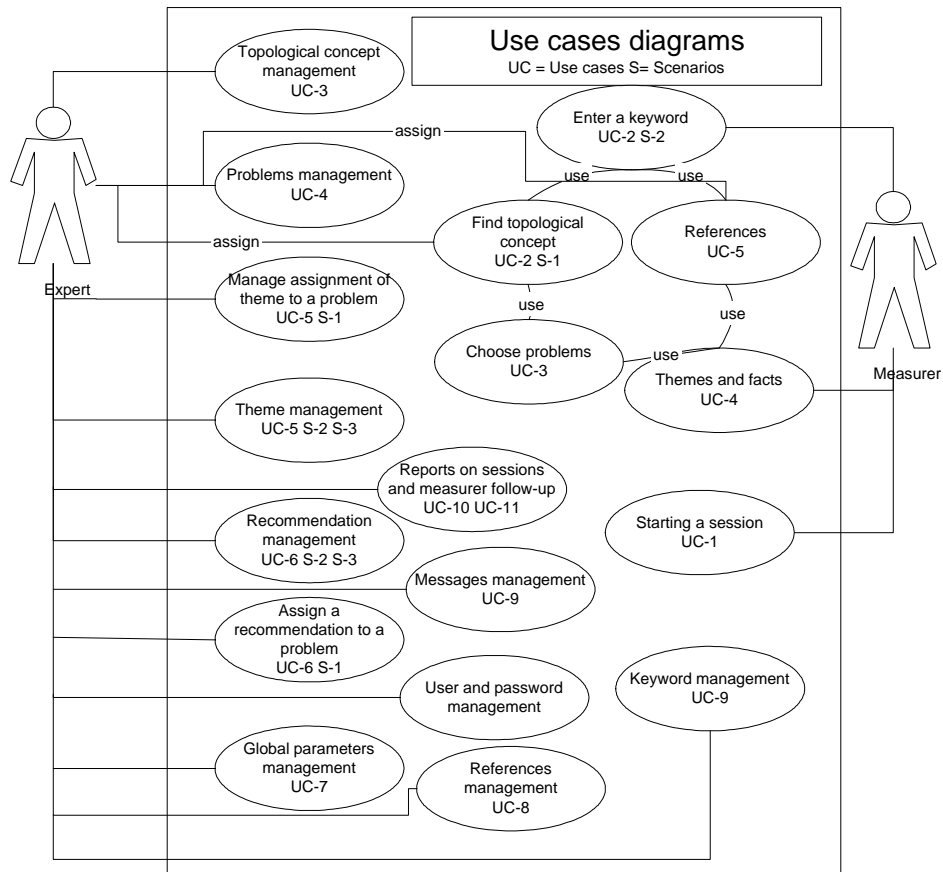 Use cases diagrams
UC = Use cases S= Scenarios
Topological concept
management
UC-3
Enter a keyword
UC-2 S-2
assign
Problems management
UC-4
use
use
assign
Find topological
concept
UC-2 S-1
References
UC-5
Expert
Manage assignment of
theme to a problem
UC-5 S-1
use
use
Choose problems
UC-3
use
Themes and facts
UC-4
Measurer
Theme management
UC-5 S-2 S-3
Reports on sessions
and measurer follow-up
UC-10 UC-11
Recommendation
management
UC-6 S-2 S-3
Starting a session
UC-1
Messages management
UC-9
Assign a
recommendation to a
problem
UC-6 S-1
User and password
management
Keyword management
UC-9
Global parameters
management
UC-7
References
management
UC-8